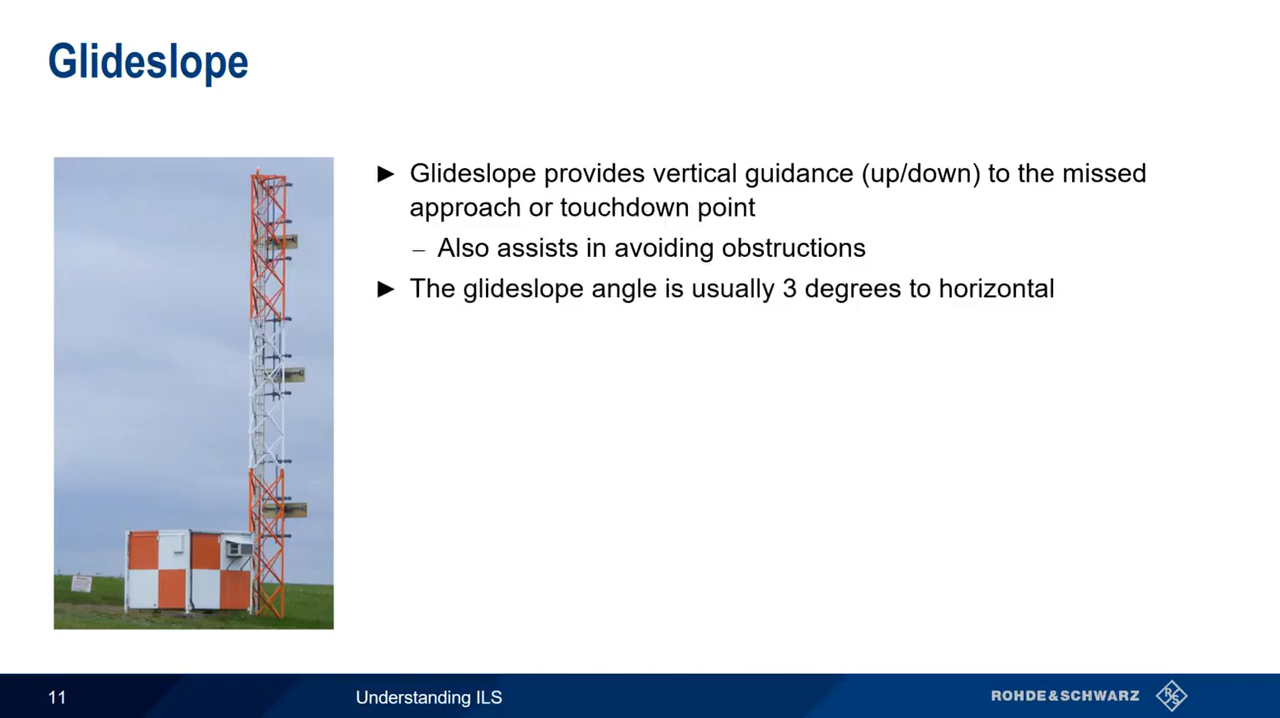 Glideslope
► Glideslope provides vertical guidance (up/down) to the missed
approach or touchdown point
– Also assists in avoiding obstructions
► The glideslope angle is usually 3 degrees to horizontal
11
Understanding ILS
ROHDE&SCHWARZ
R&S